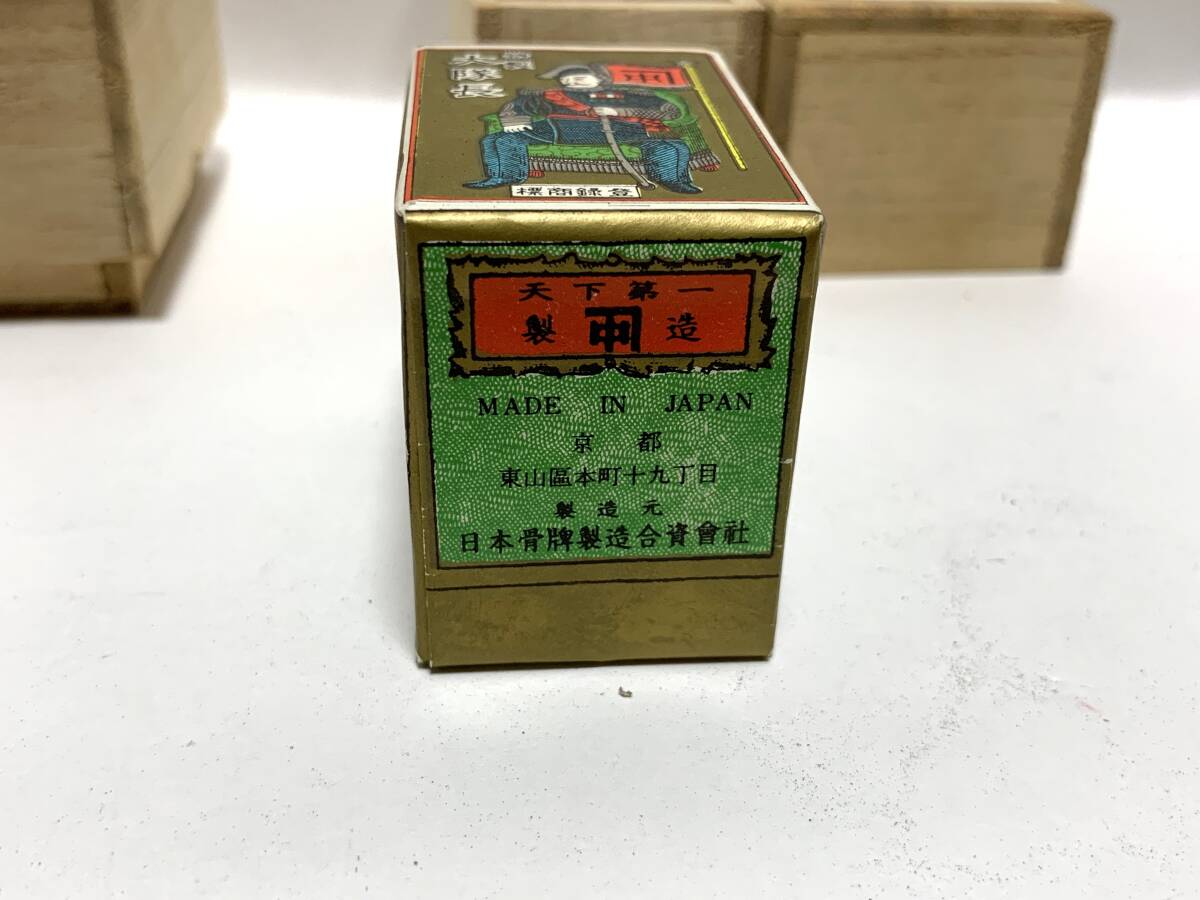 大隊長
標商録登
天下第一
製造
MADE IN JAPAN
京都
東山區本町十九丁目
製造元
日本骨牌製造合資會社